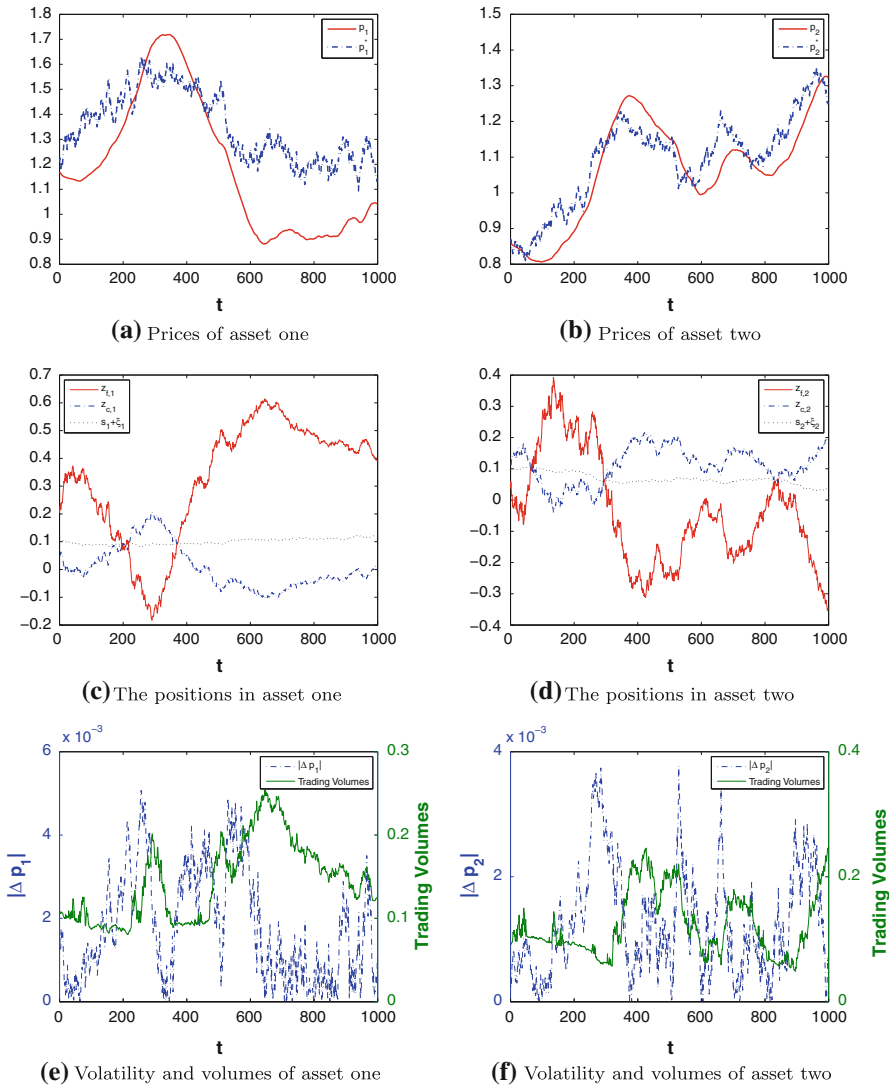 1.8
1.7
1.6
1.5
1.4
1.3
1.2
1.1
1
0.9
0.8
0 200 400 600 800 1000
t
p1
p*1
(a) Prices of asset one
1.5
1.4
1.3
1.2
1.1
1
0.9
0.8
0 200 400 600 800 1000
t
p2
p*2
(b) Prices of asset two
0.7
0.6
0.5
0.4
0.3
0.2
0.1
0
−0.1
−0.2
0 200 400 600 800 1000
t
zf,1
zc,1
s1+ξ1
(c) The positions in asset one
0.4
0.3
0.2
0.1
0
−0.1
−0.2
−0.3
−0.4
0 200 400 600 800 1000
t
zf,2
zc,2
s2+ξ2
(d) The positions in asset two
x 10−3
6
4
2
0
|Δ p1|
0.3
0.2
0.1
0
Trading Volumes
0 200 400 600 800 1000
t
|Δ p1|
Trading Volumes
(e) Volatility and volumes of asset one
x 10−3
4
2
0
|Δ p2|
0.4
0.2
0
Trading Volumes
0 200 400 600 800 1000
t
|Δ p2|
Trading Volumes
(f) Volatility and volumes of asset two